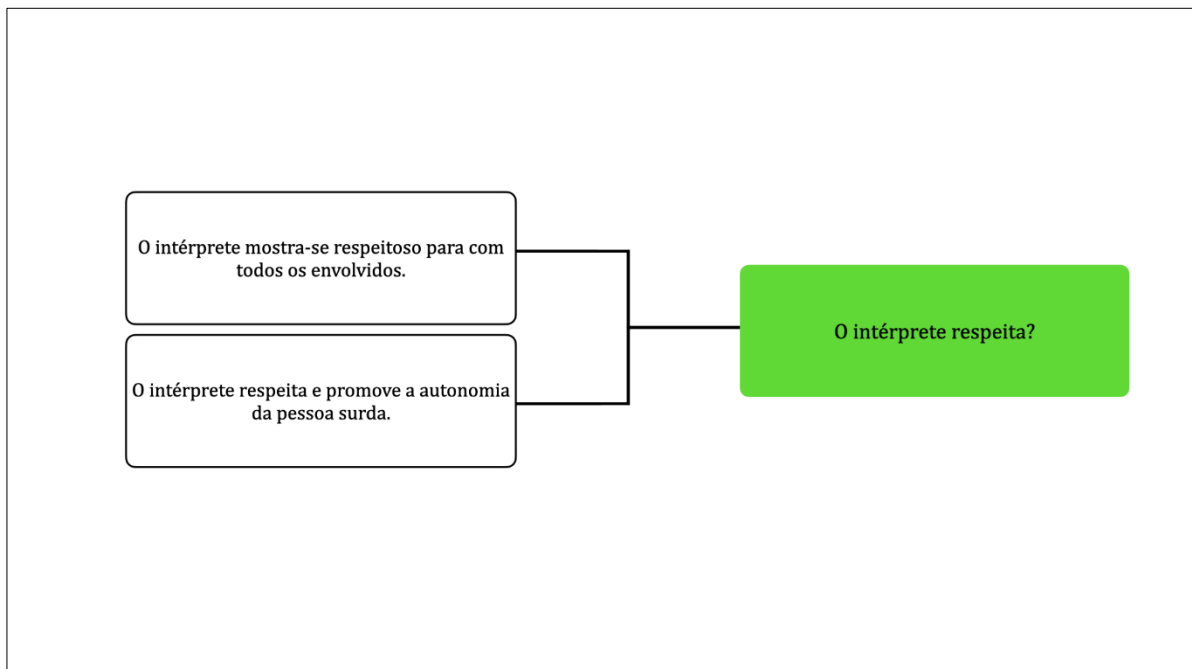 O intérprete mostra-se respeitoso para com
todos os envolvidos.
O intérprete respeita e promove a autonomia
da pessoa surda.
O intérprete respeita?